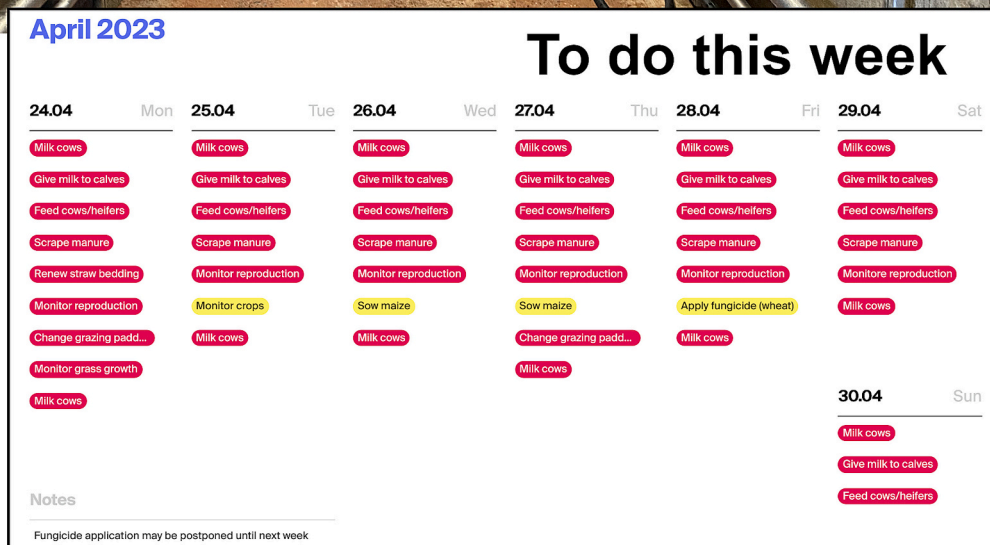 April 2023
To do this week
24.04 Mon
Milk cows
Give milk to calves
Feed cows/heifers
Scrape manure
Renew straw bedding
Monitor reproduction
Change grazing padd...
Monitor grass growth
Milk cows
25.04 Tue
Milk cows
Give milk to calves
Feed cows/heifers
Scrape manure
Monitor reproduction
Monitor crops
Milk cows
26.04 Wed
Milk cows
Give milk to calves
Feed cows/heifers
Scrape manure
Monitor reproduction
Sow maize
Milk cows
27.04 Thu
Milk cows
Give milk to calves
Feed cows/heifers
Scrape manure
Monitor reproduction
Sow maize
Change grazing padd...
Milk cows
28.04 Fri
Milk cows
Give milk to calves
Feed cows/heifers
Scrape manure
Monitor reproduction
Apply fungicide (wheat)
Milk cows
29.04 Sat
Milk cows
Give milk to calves
Feed cows/heifers
Scrape manure
Monitore reproduction
Milk cows
30.04 Sun
Milk cows
Give milk to calves
Feed cows/heifers
Notes
Fungicide application may be postponed until next week